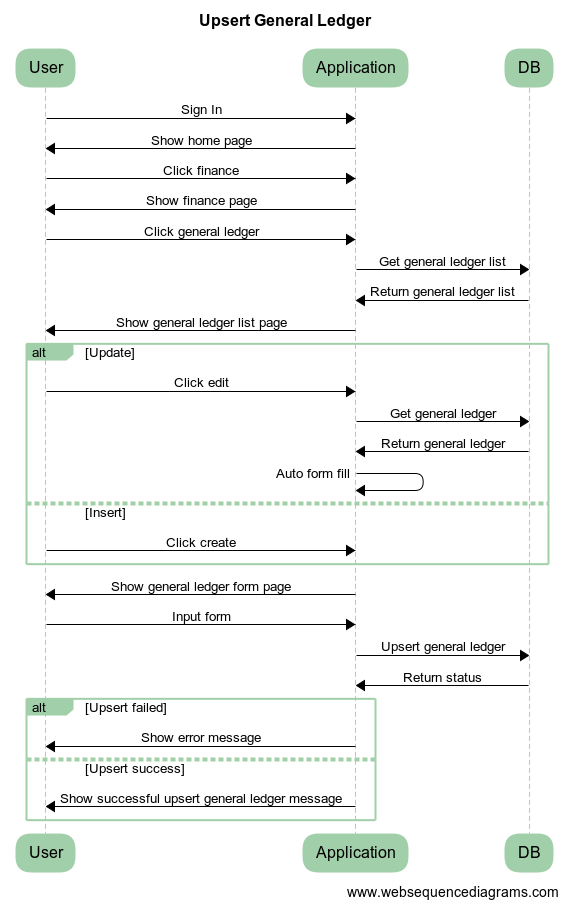 Upsert General Ledger
User
Application
DB
Sign In
Show home page
Click finance
Show finance page
Click general ledger
Get general ledger list
Return general ledger list
Show general ledger list page
alt [Update]
Click edit
Get general ledger
Return general ledger
Auto form fill
[Insert]
Click create
Show general ledger form page
Input form
Upsert general ledger
Return status
alt [Upsert failed]
Show error message
[Upsert success]
Show successful upsert general ledger message
User
Application
DB
www.websequencediagrams.com